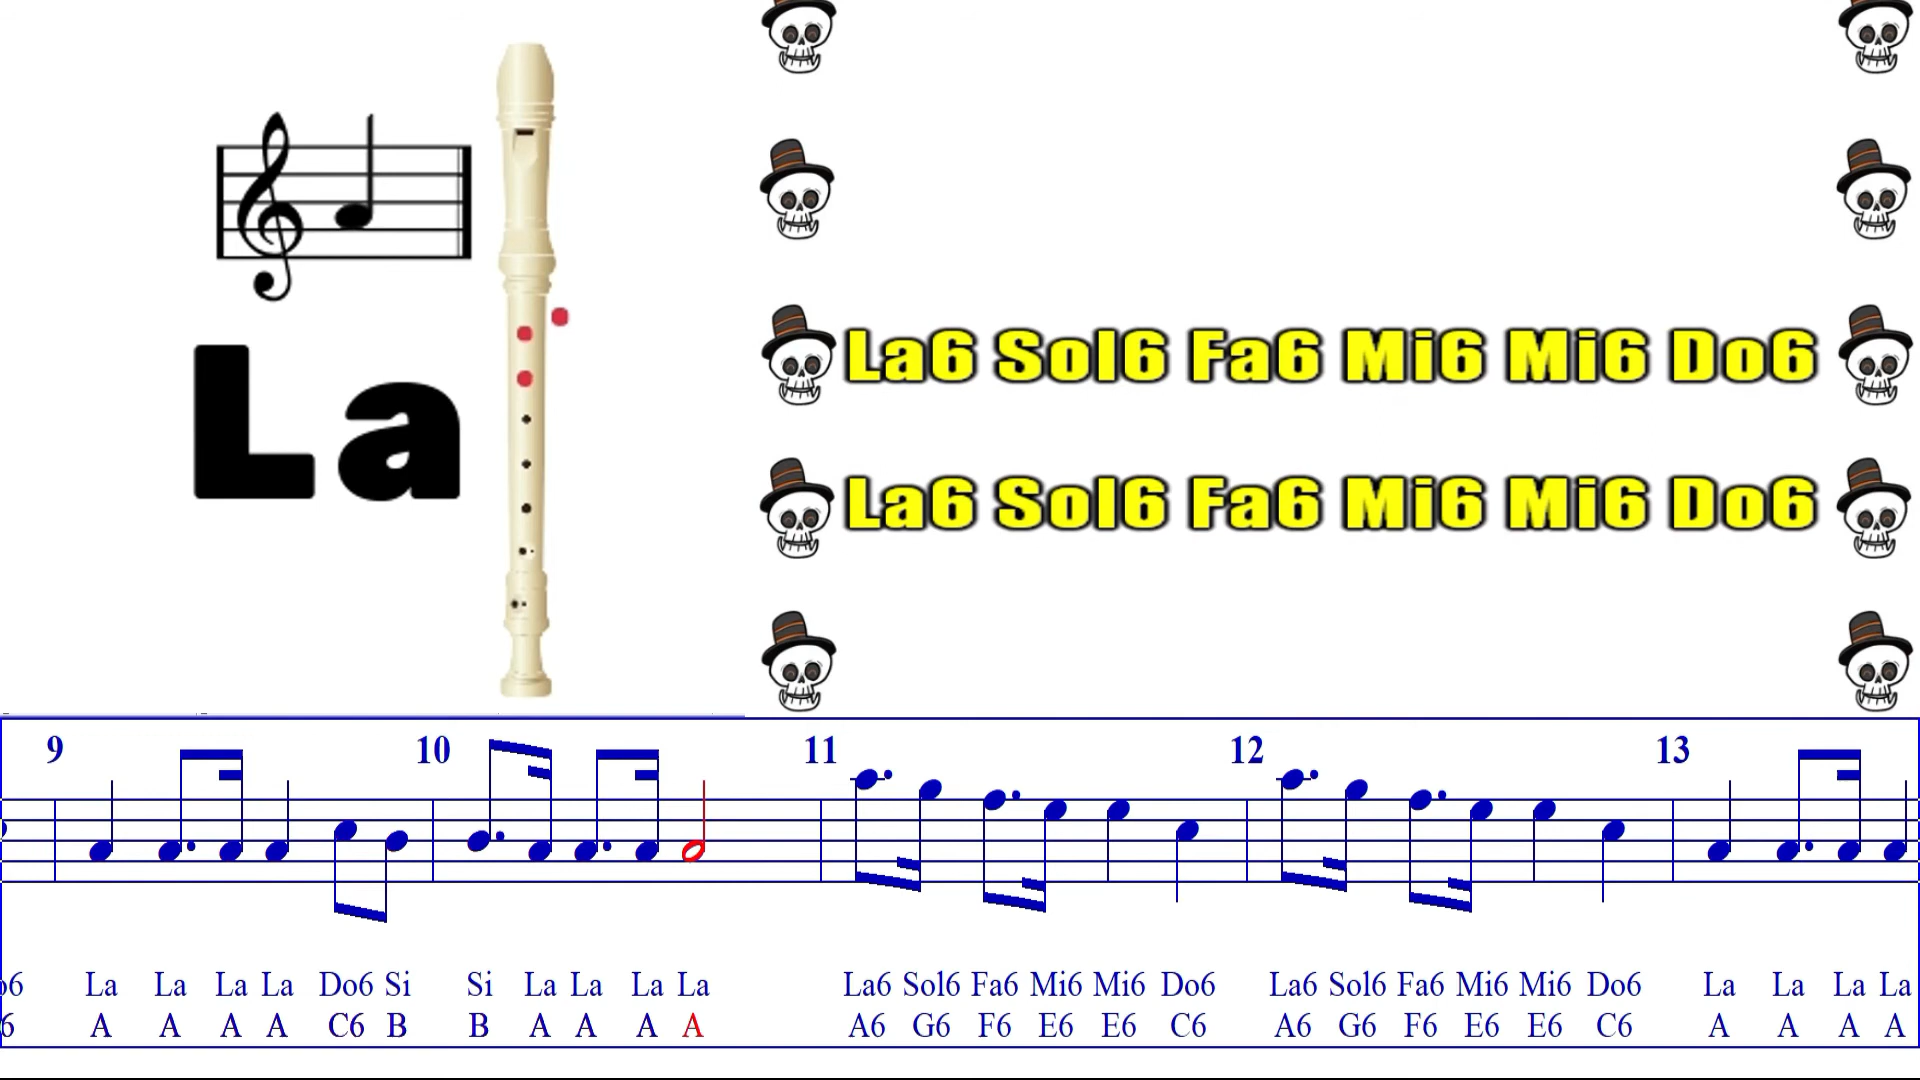 La
La6 Sol6 Fa6 Mi6 Mi6 Do6
La6 Sol6 Fa6 Mi6 Mi6 Do6
9 10 11 12 13
La La La La Do6 Si Si La La La La La6 Sol6 Fa6 Mi6 Mi6 Do6 La6 Sol6 Fa6 Mi6 Mi6 Do6 La La La La
6 A A A A C6 B B A A A A A6 G6 F6 E6 E6 C6 A6 G6 F6 E6 E6 C6 A A A A